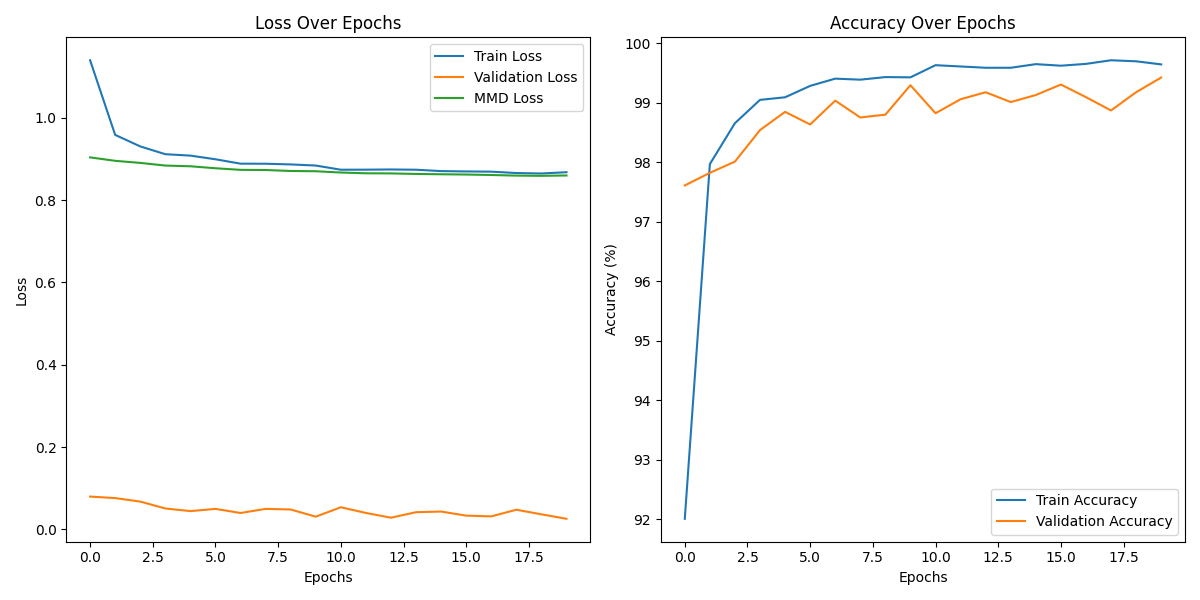 Loss Over Epochs
Train Loss
Validation Loss
MMD Loss
Loss
1.0
0.8
0.6
0.4
0.2
0.0
0.0 2.5 5.0 7.5 10.0 12.5 15.0 17.5
Epochs
Accuracy Over Epochs
Accuracy (%)
100
99
98
97
96
95
94
93
92
Train Accuracy
Validation Accuracy
0.0 2.5 5.0 7.5 10.0 12.5 15.0 17.5
Epochs